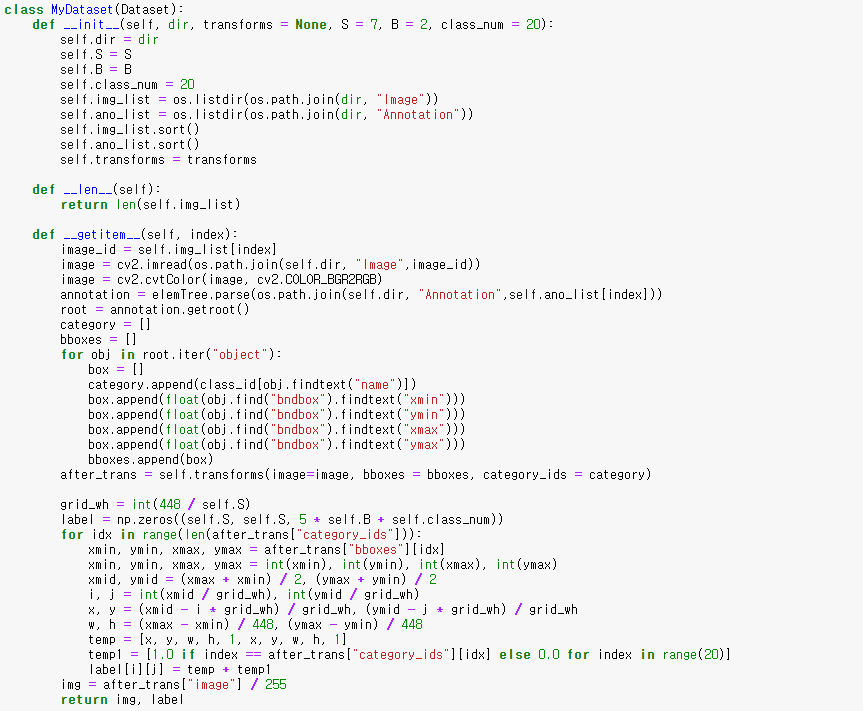 class MyDataset(Dataset):
    def __init__(self, dir, transforms = None, S = 7, B = 2, class_num = 20):
        self.dir = dir
        self.S = S
        self.B = B
        self.class_num = 20
        self.img_list = os.listdir(os.path.join(dir, "Image"))
        self.ano_list = os.listdir(os.path.join(dir, "Annotation"))
        self.img_list.sort()
        self.ano_list.sort()
        self.transforms = transforms

    def __len__(self):
        return len(self.img_list)

    def __getitem__(self, index):
        image_id = self.img_list[index]
        image = cv2.imread(os.path.join(self.dir, "Image",image_id))
        image = cv2.cvtColor(image, cv2.COLOR_BGR2RGB)
        annotation = elemTree.parse(os.path.join(self.dir, "Annotation",self.ano_list[index]))
        root = annotation.getroot()
        category = []
        bboxes = []
        for obj in root.iter("object"):
            box = []
            category.append(class_id[obj.findtext("name")])
            box.append(float(obj.find("bndbox").findtext("xmin")))
            box.append(float(obj.find("bndbox").findtext("ymin")))
            box.append(float(obj.find("bndbox").findtext("xmax")))
            box.append(float(obj.find("bndbox").findtext("ymax")))
            bboxes.append(box)
        after_trans = self.transforms(image=image, bboxes = bboxes, category_ids = category)

        grid_wh = int(448 / self.S)
        label = np.zeros((self.S, self.S, 5 * self.B + self.class_num))
        for idx in range(len(after_trans["category_ids"])):
            xmin, ymin, xmax, ymax = after_trans["bboxes"][idx]
            xmin, ymin, xmax, ymax = int(xmin), int(ymin), int(xmax), int(ymax)
            xmid, ymid = (xmax + xmin) / 2, (ymax + ymin) / 2
            i, j = int(xmid / grid_wh), int(ymid / grid_wh)
            x, y = (xmid - i * grid_wh) / grid_wh, (ymid - j * grid_wh) / grid_wh
            w, h = (xmax - xmin) / 448, (ymax - ymin) / 448
            temp = [x, y, w, h, 1, x, y, w, h, 1]
            temp1 = [1.0 if index == after_trans["category_ids"][idx] else 0.0 for index in range(20)]
            label[i][j] = temp + temp1
        img = after_trans["image"] / 255
        return img, label